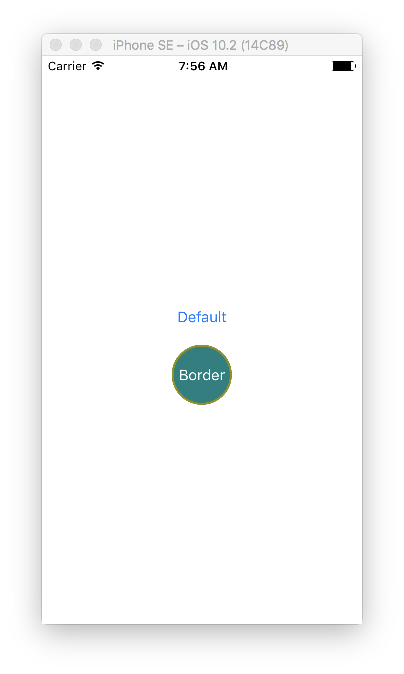 iPhone SE – iOS 10.2 (14C89)
Carrier 7:56 AM
Default
Border